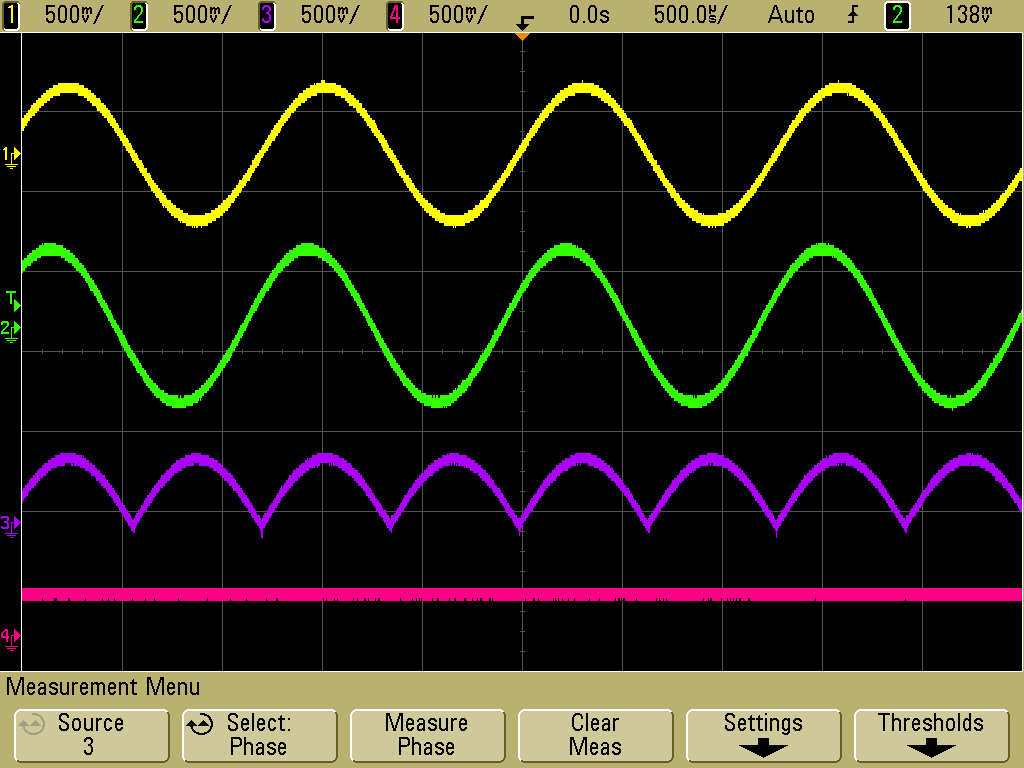 1 500mV/ 2 500mV/ 3 500mV/ 4 500mV/ 0.0s 500.0µs/ Auto 2 138mV
1
T
2
3
4
Measurement Menu
Source
3
Select:
Phase
Measure
Phase
Clear
Meas
Settings
Thresholds